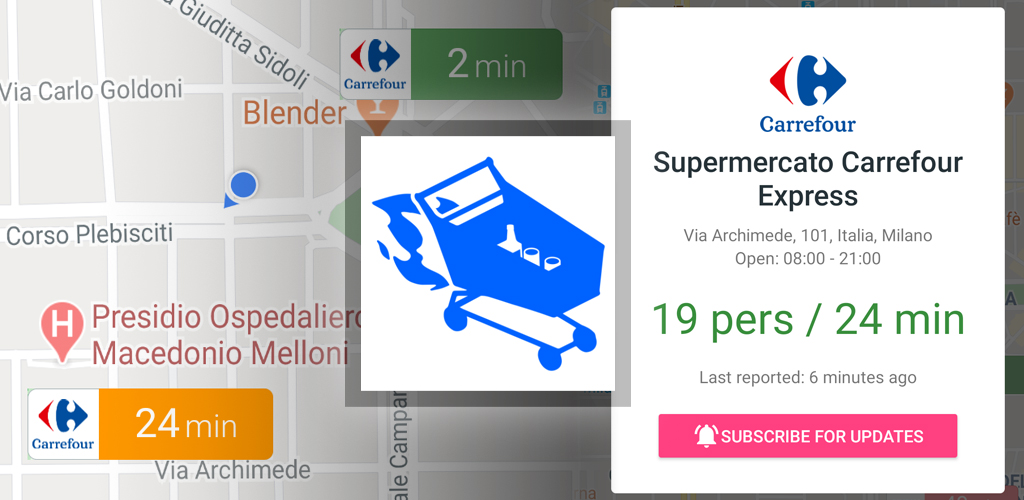 a Giuditta Sidoli
Via Carlo Goldoni
Blender
Carrefour
2 min
Corso Plebisciti
H
Presidio Ospedaliero
Macedonio Melloni
Carrefour
24 min
Via Archimede
ale Campan
Carrefour
Supermercato Carrefour
Express
Via Archimede, 101, Italia, Milano
Open: 08:00 - 21:00
19 pers / 24 min
Last reported: 6 minutes ago
SUBSCRIBE FOR UPDATES